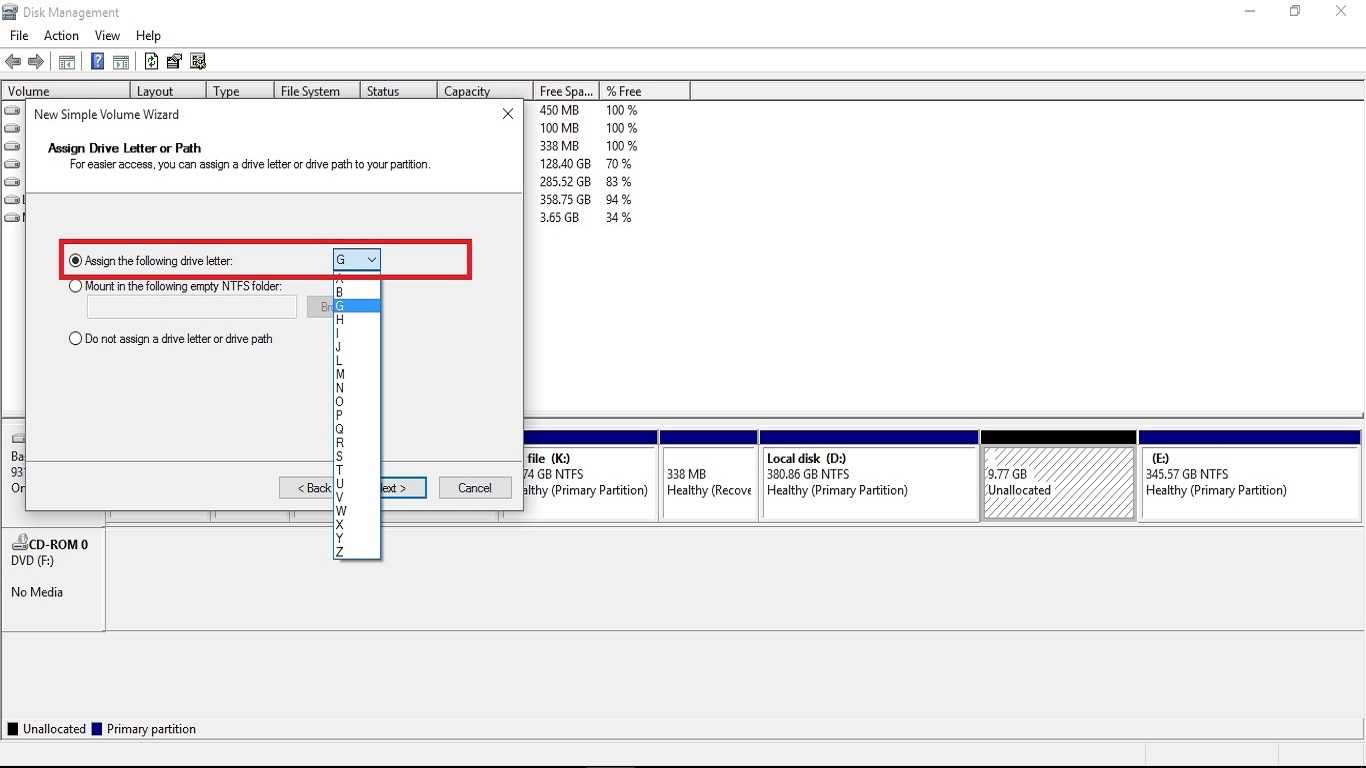 Disk Management
File Action View Help
Volume Layout Type File System Status Capacity Free Spa... % Free
450 MB 100 %
100 MB 100 %
338 MB 100 %
128.40 GB 70 %
285.52 GB 83 %
358.75 GB 94 %
3.65 GB 34 %
New Simple Volume Wizard
Assign Drive Letter or Path
For easier access, you can assign a drive letter or drive path to your partition.
Assign the following drive letter: G
Mount in the following empty NTFS folder:
Do not assign a drive letter or drive path
A
B
G
H
I
J
L
M
N
O
P
Q
R
S
T
U
V
W
X
Y
Z
< Back
Cancel
file (K:)
74 GB NTFS
althy (Primary Partition)
338 MB
Healthy (Recove
Local disk (D:)
380.86 GB NTFS
Healthy (Primary Partition)
9.77 GB
Unallocated
(E:)
345.57 GB NTFS
Healthy (Primary Partition)
CD-ROM 0
DVD (F:)
No Media
Unallocated Primary partition